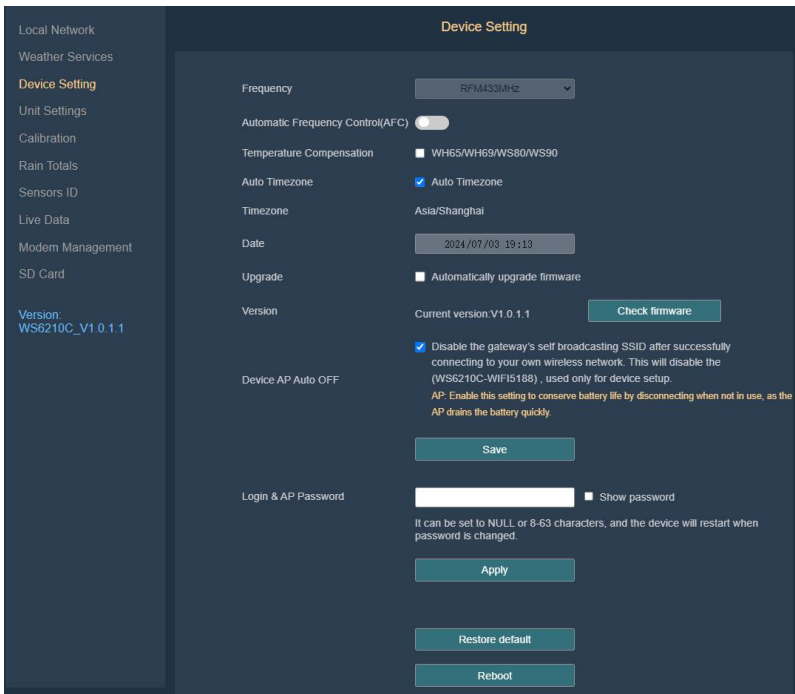 Local Network
Weather Services
Device Setting
Unit Settings
Calibration
Rain Totals
Sensors ID
Live Data
Modem Management
SD Card
Version:
WS6210C_V1.0.1.1
Device Setting
Frequency
RFM433MHz
Automatic Frequency Control(AFC)
Temperature Compensation
WH65/WH69/WS80/WS90
Auto Timezone
Auto Timezone
Timezone
Asia/Shanghai
Date
2024/07/03 19:13
Upgrade
Automatically upgrade firmware
Version
Current version:V1.0.1.1
Check firmware
Device AP Auto OFF
Disable the gateway's self broadcasting SSID after successfully
connecting to your own wireless network. This will disable the
(WS6210C-WIFI5188) , used only for device setup.
AP: Enable this setting to conserve battery life by disconnecting when not in use, as the
AP drains the battery quickly.
Save
Login & AP Password
Show password
It can be set to NULL or 8-63 characters, and the device will restart when
password is changed.
Apply
Restore default
Reboot